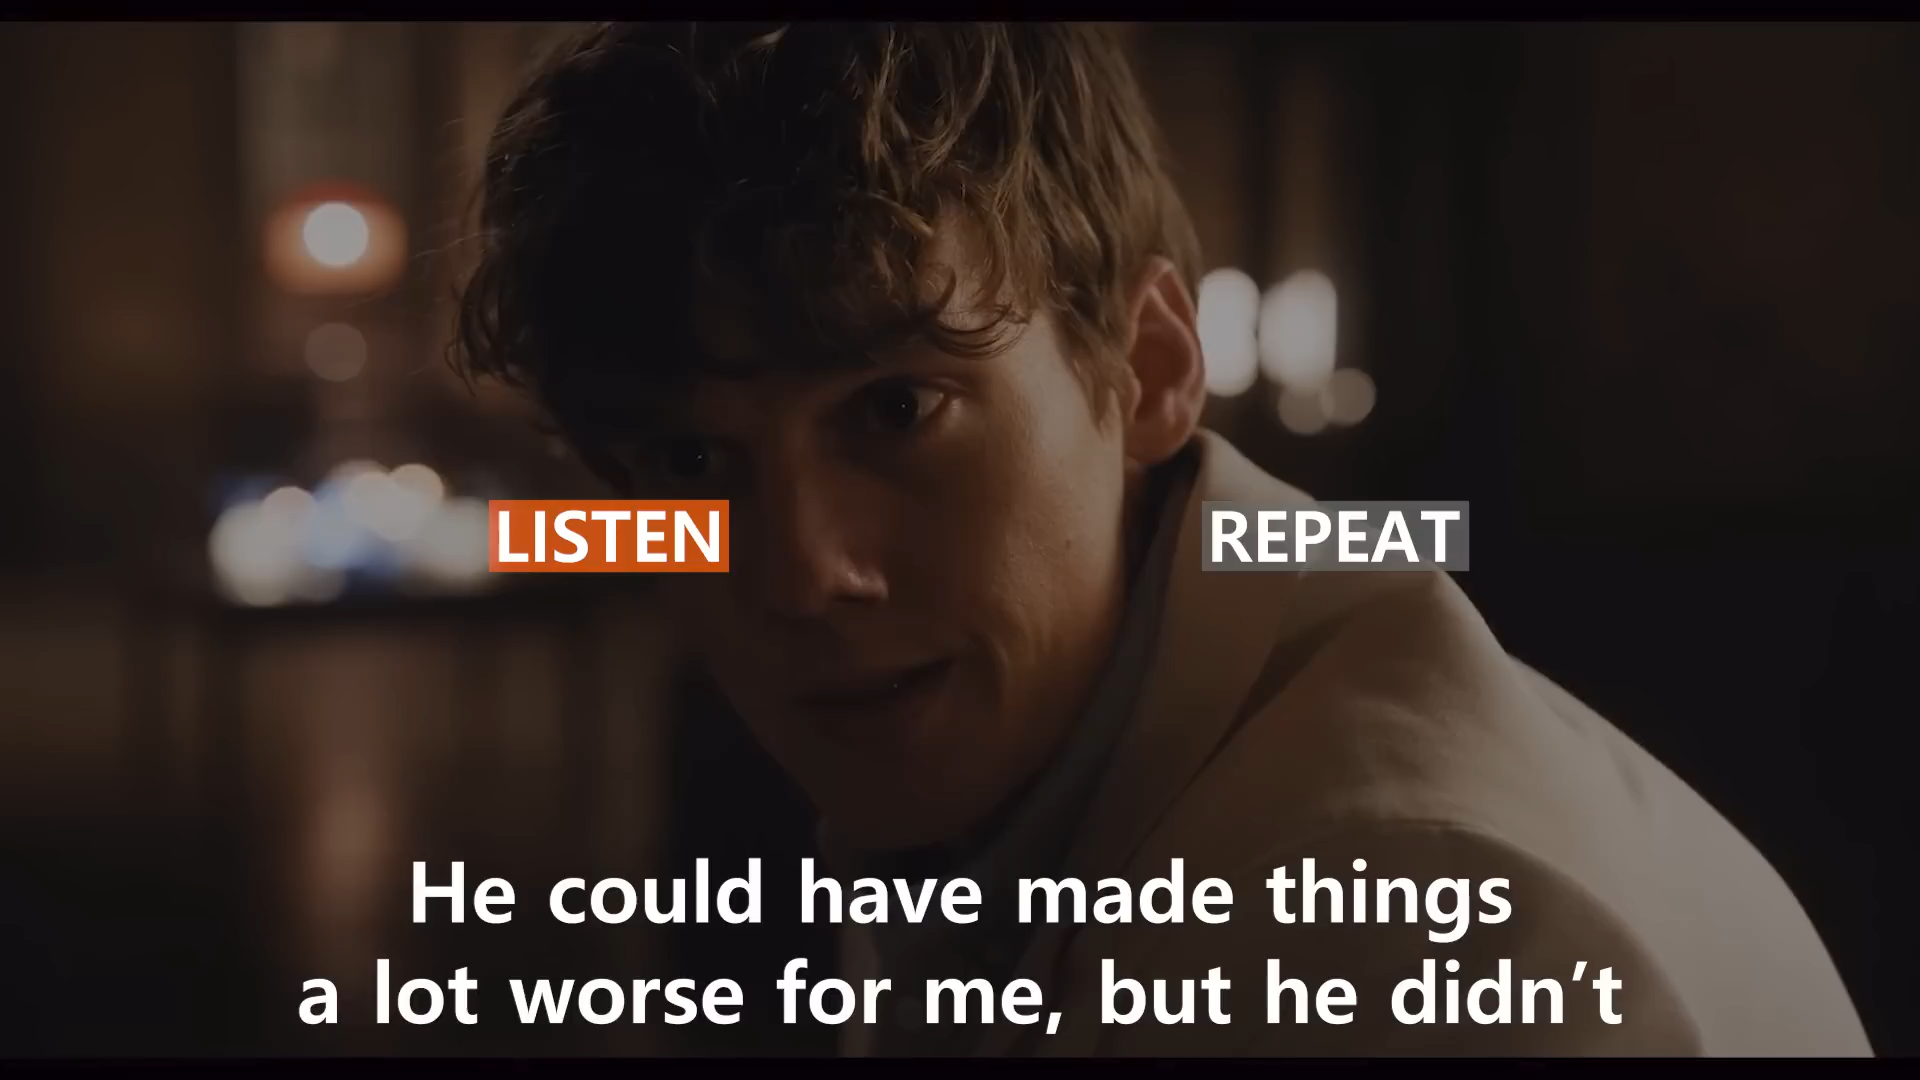 LISTEN REPEAT
He could have made things
a lot worse for me, but he didn’t